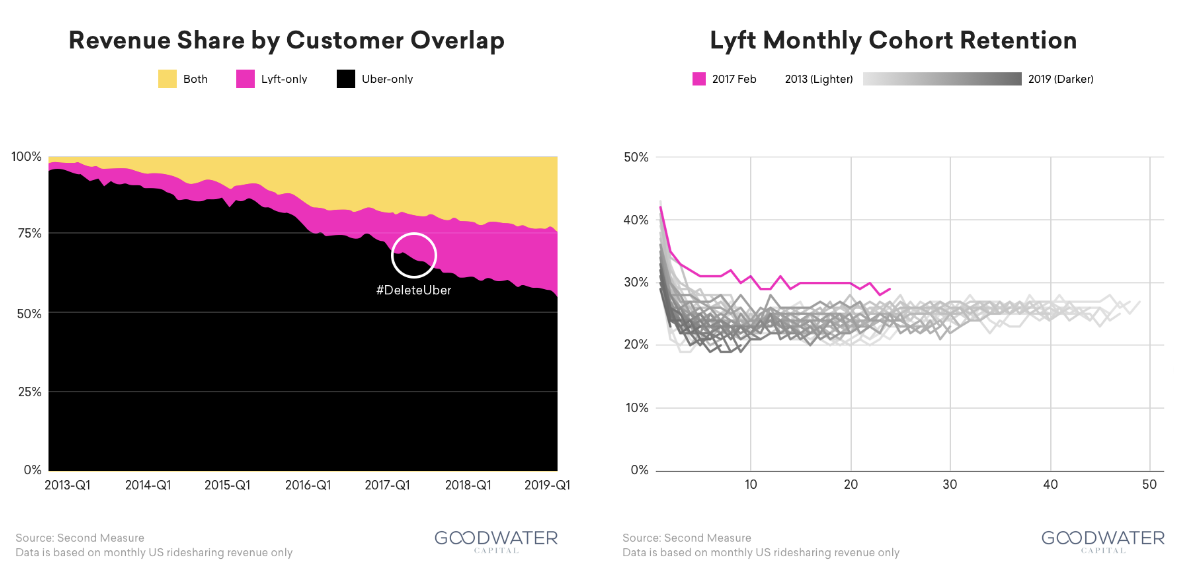 Revenue Share by Customer Overlap
Both
Lyft-only
Uber-only
100%
75%
50%
25%
0%
#DeleteUber
2013-Q1
2014-Q1
2015-Q1
2016-Q1
2017-Q1
2018-Q1
2019-Q1
Source: Second Measure
Data is based on monthly US ridesharing revenue only
GOODWATER
CAPITAL
Lyft Monthly Cohort Retention
2017 Feb
2013 (Lighter)
2019 (Darker)
50%
40%
30%
20%
10%
0%
10
20
30
40
50
Source: Second Measure
Data is based on monthly US ridesharing revenue only
GOODWATER
CAPITAL